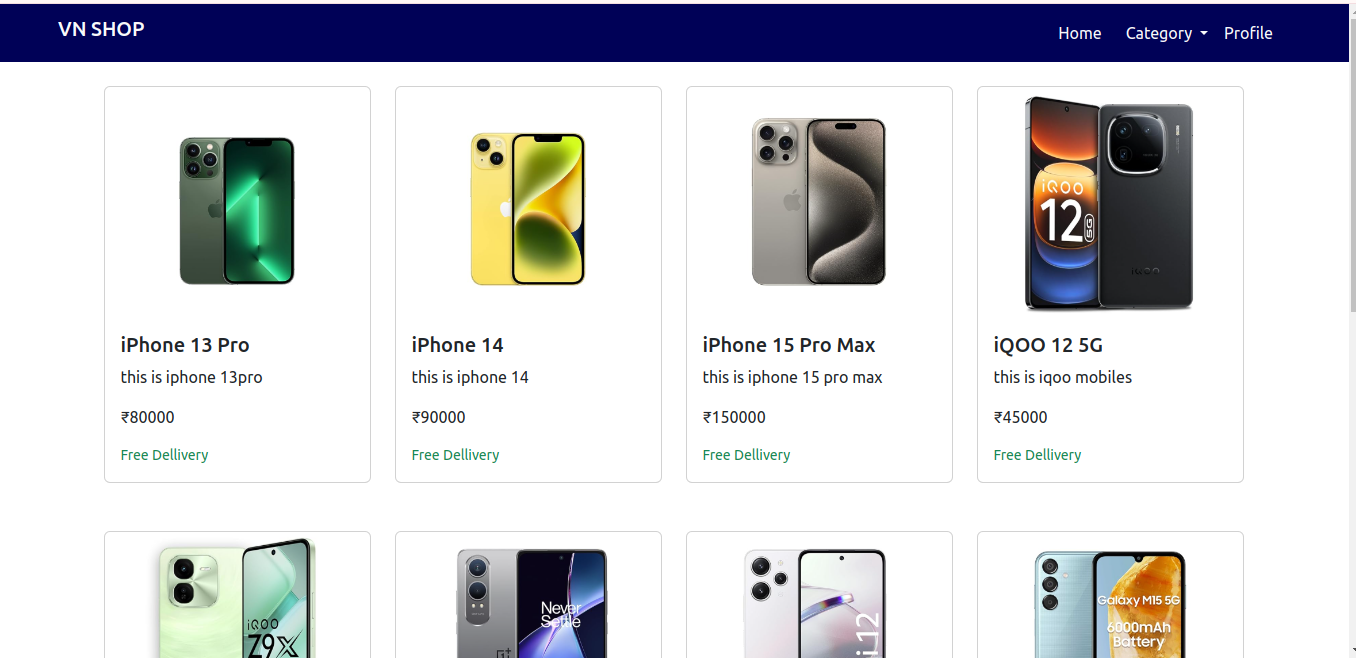 VN SHOP
Home Category Profile
iQOO
12 5G
iQOO
iPhone 13 Pro
this is iphone 13pro
₹80000
Free Dellivery
iPhone 14
this is iphone 14
₹90000
Free Dellivery
iPhone 15 Pro Max
this is iphone 15 pro max
₹150000
Free Dellivery
iQOO 12 5G
this is iqoo mobiles
₹45000
Free Dellivery
iQOO
Z9X
Never
Settle
i.12
Galaxy M15 5G
6000mAh
Battery